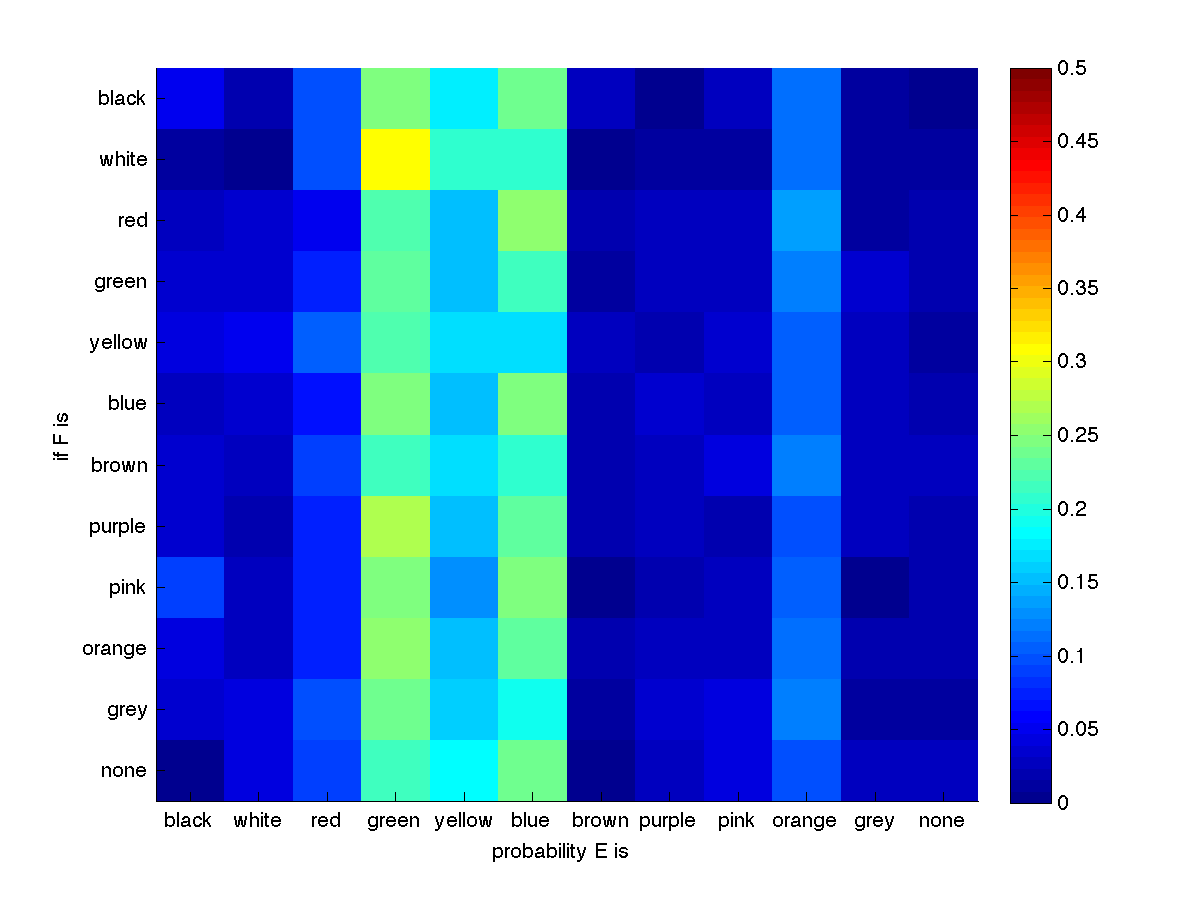 black
white
red
green
yellow
blue
brown
purple
pink
orange
grey
none
if F is
black white red green yellow blue brown purple pink orange grey none
probability E is
0.5
0.45
0.4
0.35
0.3
0.25
0.2
0.15
0.1
0.05
0